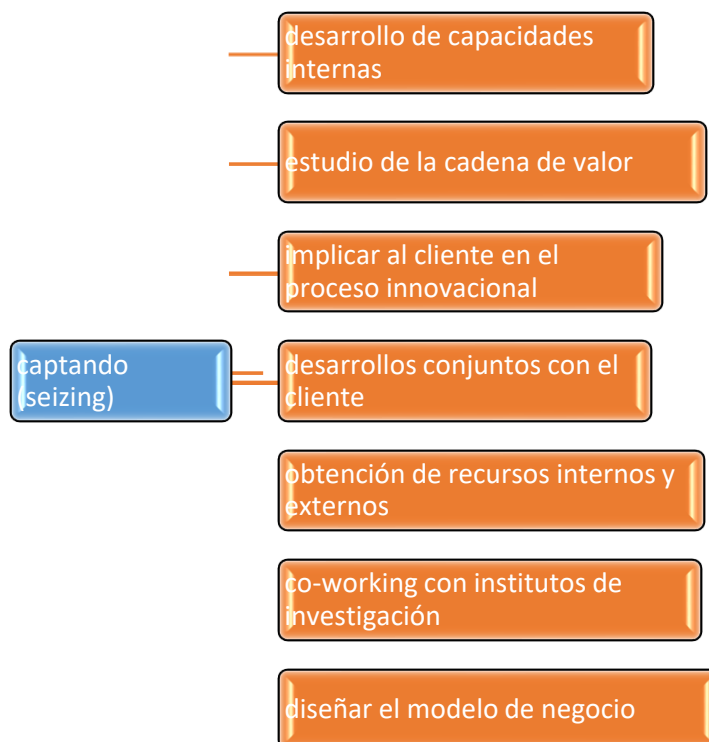 desarrollo de capacidades
internas
estudio de la cadena de valor
implicar al cliente en el
proceso innovacional
captando
(seizing)
desarrollos conjuntos con el
cliente
obtención de recursos internos y
externos
co-working con institutos de
investigación
diseñar el modelo de negocio